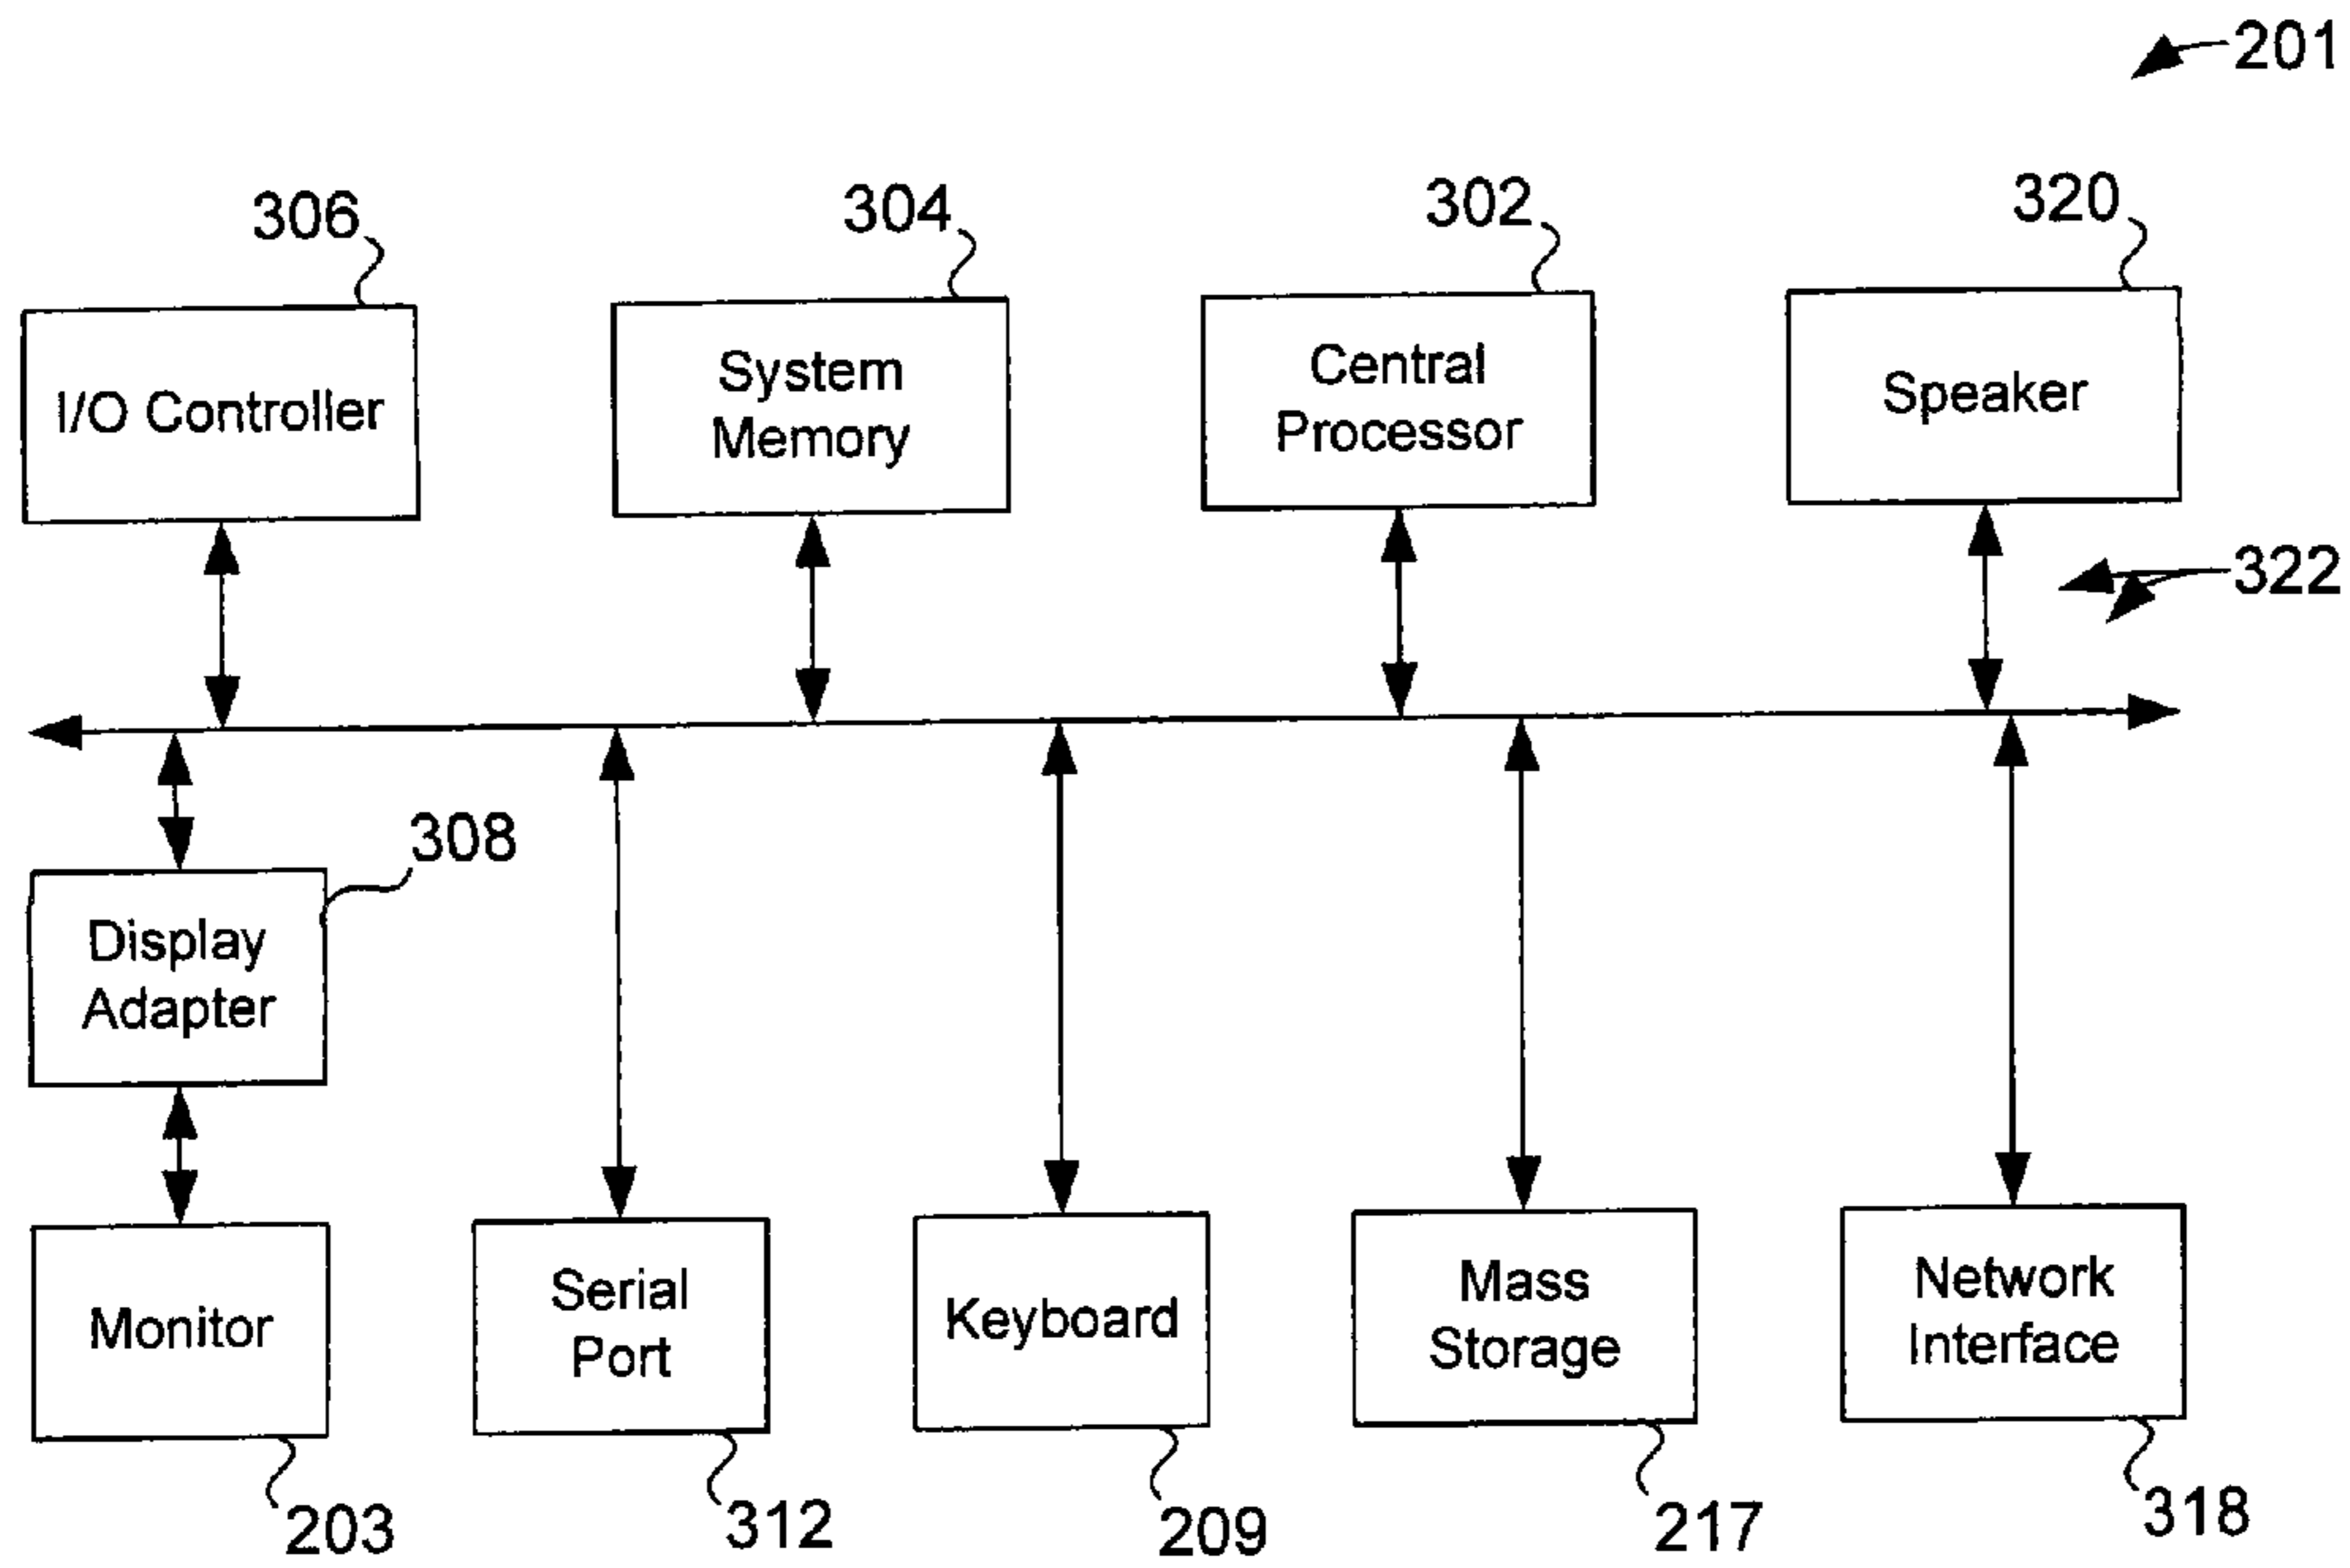 201
306
304
302
320
I/O Controller
System
Memory
Central
Processor
Speaker
322
308
Display
Adapter
Monitor
Serial
Port
Keyboard
Mass
Storage
Network
Interface
203
312
209
217
318